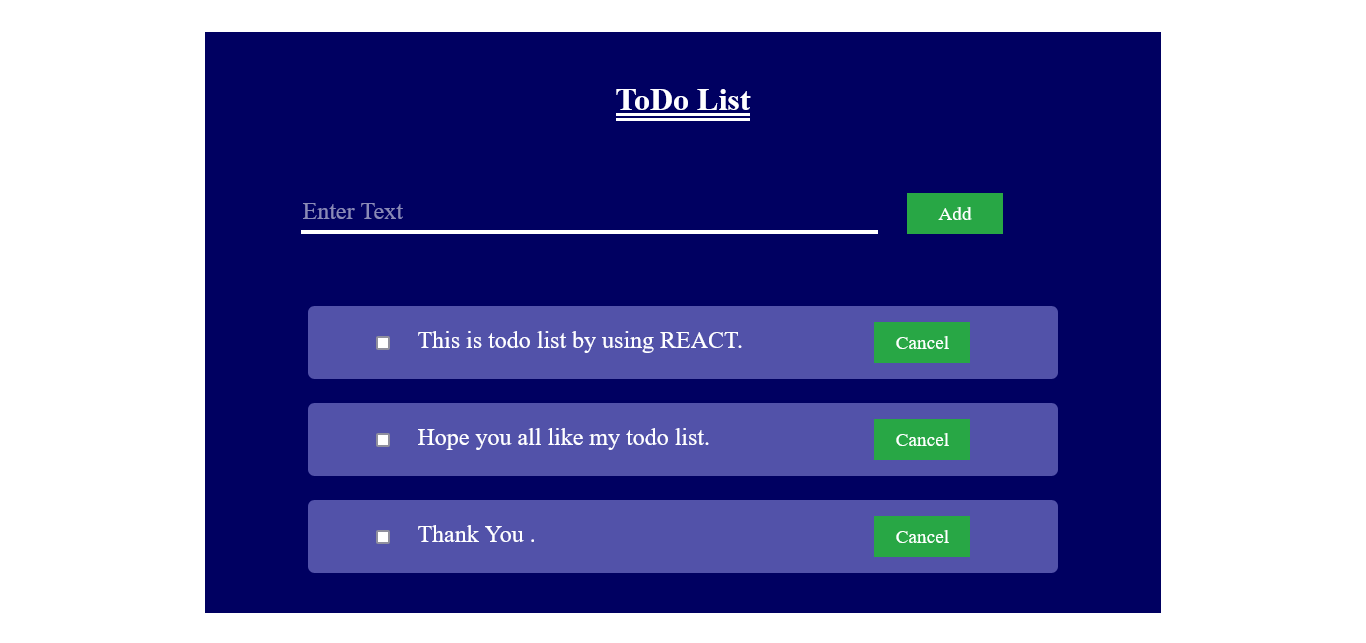 ToDo List
Enter Text
Add
This is todo list by using REACT.
Cancel
Hope you all like my todo list.
Cancel
Thank You .
Cancel